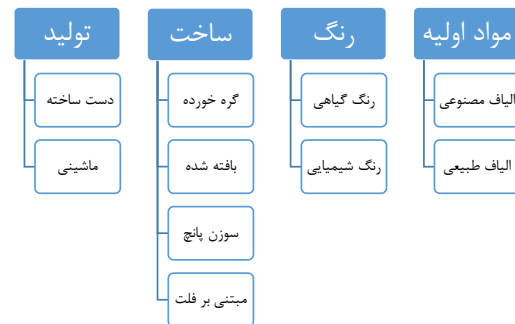 مواد اولیه
الیاف مصنوعی
الیاف طبیعی
رنگ
رنگ گیاهی
رنگ شیمیایی
ساخت
گره خورده
بافته شده
سوزن پانچ
مبتنی بر فلت
تولید
دست ساخته
ماشینی